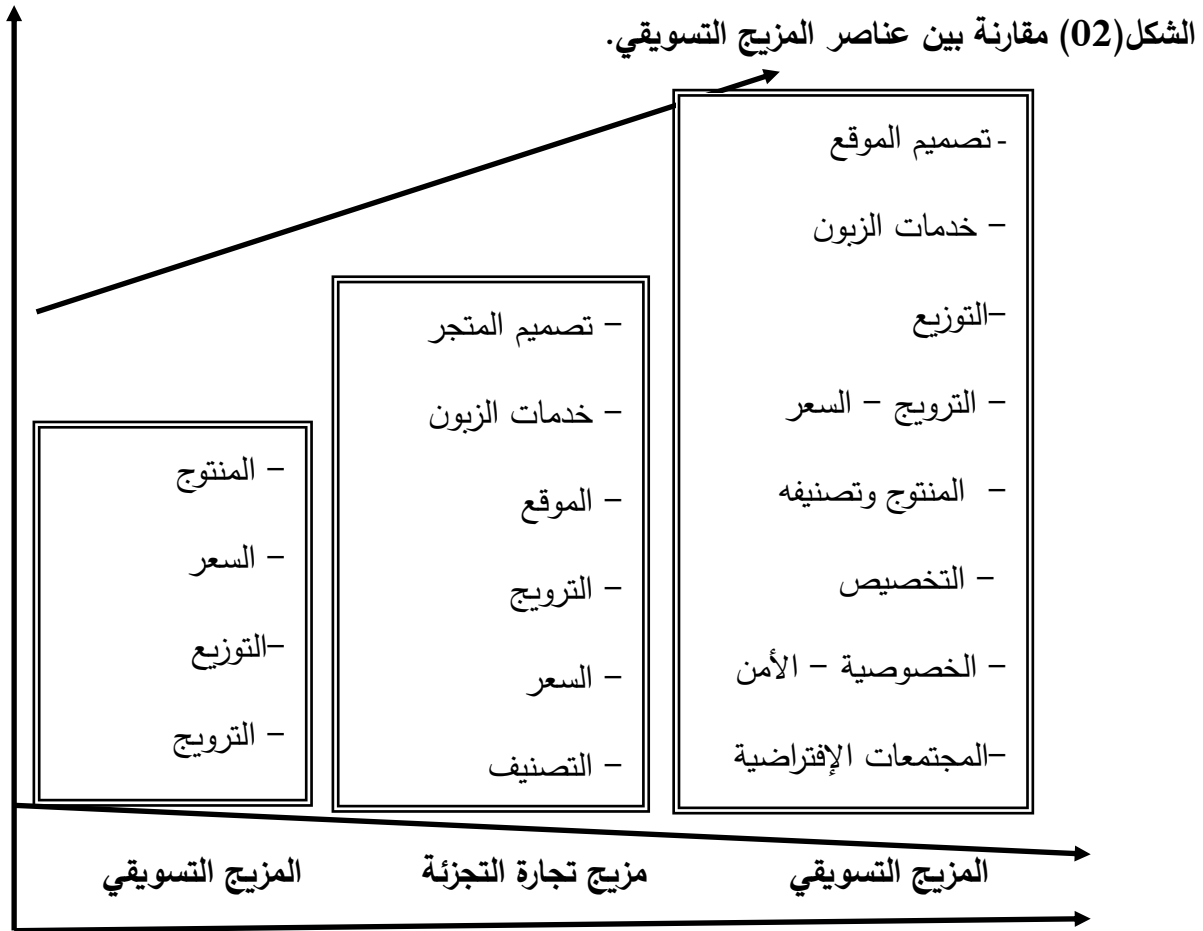 الشكل(02) مقارنة بين عناصر المزيج التسويقي.
- تصميم الموقع
- خدمات الزبون
-التوزيع
- الترويج - السعر
- المنتوج وتصنيفه
- التخصيص
- الخصوصية - الأمن
-المجتمعات الإفتراضية
- تصميم المتجر
- خدمات الزبون
- الموقع
- الترويج
- السعر
- التصنيف
- المنتوج
- السعر
-التوزيع
- الترويج
المزيج التسويقي
مزيج تجارة التجزئة
المزيج التسويقي